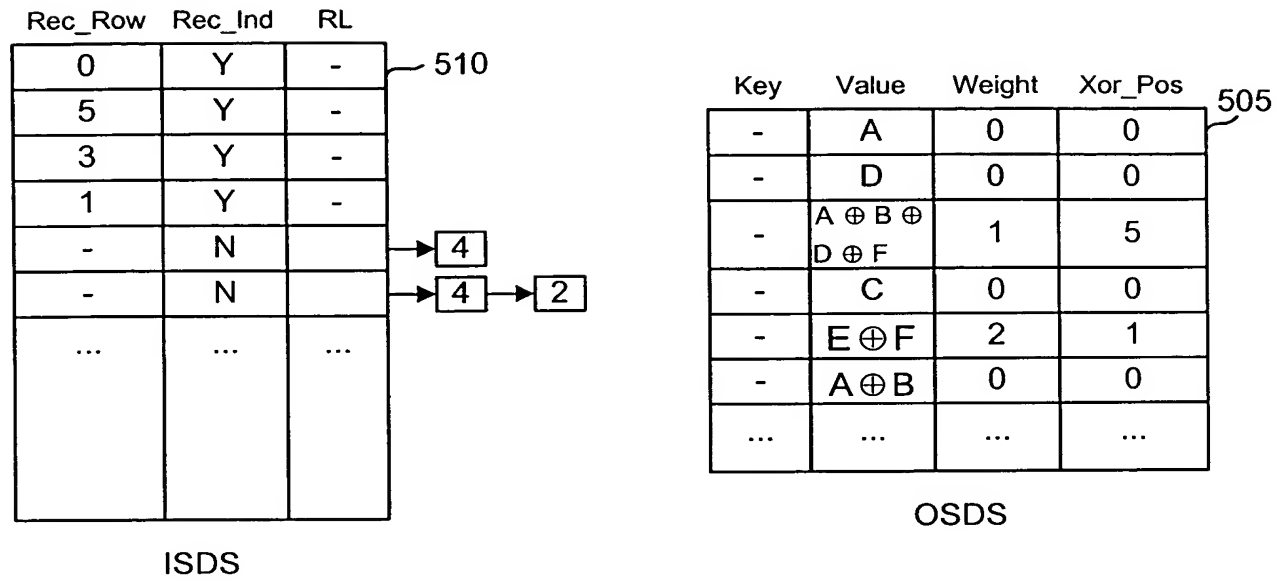 Rec_Row Rec_Ind RL
0 Y -
510
5 Y -
3 Y -
1 Y -
- N 4
- N 4 2
... ... ...
ISDS
Key Value Weight Xor_Pos
505
- A 0 0
- D 0 0
- A ⊕ B ⊕
D ⊕ F 1 5
- C 0 0
- E ⊕ F 2 1
- A ⊕ B 0 0
... ... ... ...
OSDS